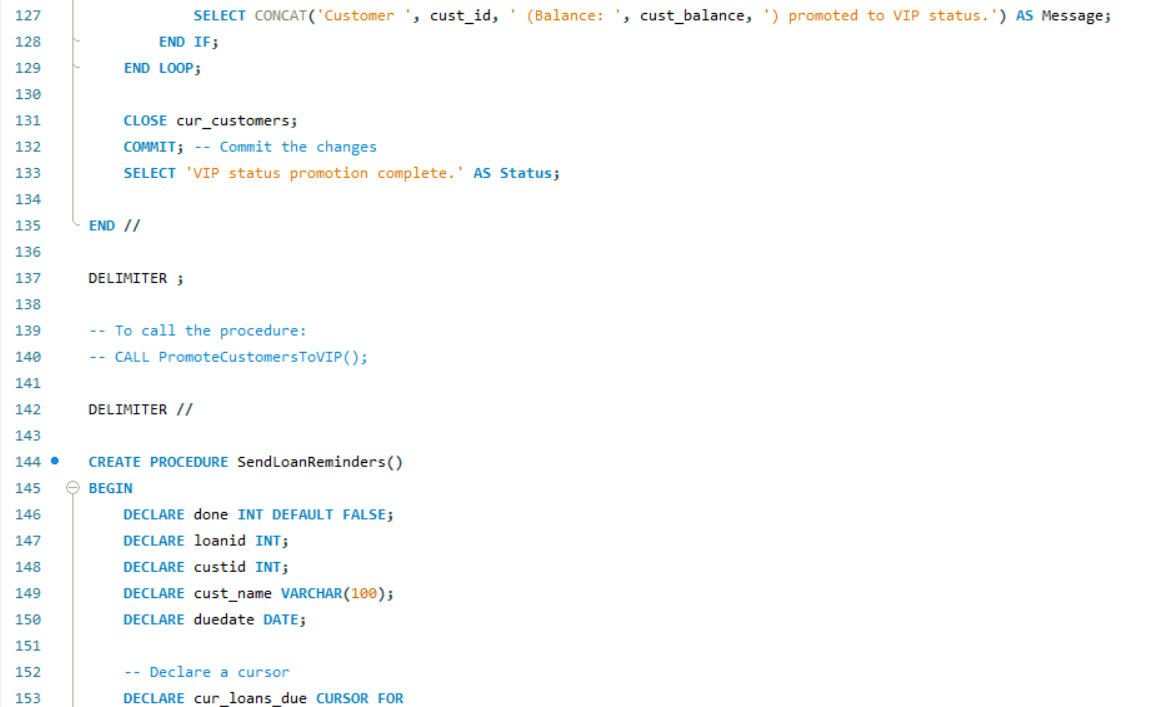 127 SELECT CONCAT('Customer ', cust_id, ' (Balance: ', cust_balance, ') promoted to VIP status.') AS Message;
128 END IF;
129 END LOOP;
130
131 CLOSE cur_customers;
132 COMMIT; -- Commit the changes
133 SELECT 'VIP status promotion complete.' AS Status;
134
135 END //
136
137 DELIMITER ;
138
139 -- To call the procedure:
140 -- CALL PromoteCustomersToVIP();
141
142 DELIMITER //
143
144 CREATE PROCEDURE SendLoanReminders()
145 BEGIN
146 DECLARE done INT DEFAULT FALSE;
147 DECLARE loanid INT;
148 DECLARE custid INT;
149 DECLARE cust_name VARCHAR(100);
150 DECLARE duedate DATE;
151
152 -- Declare a cursor
153 DECLARE cur_loans_due CURSOR FOR